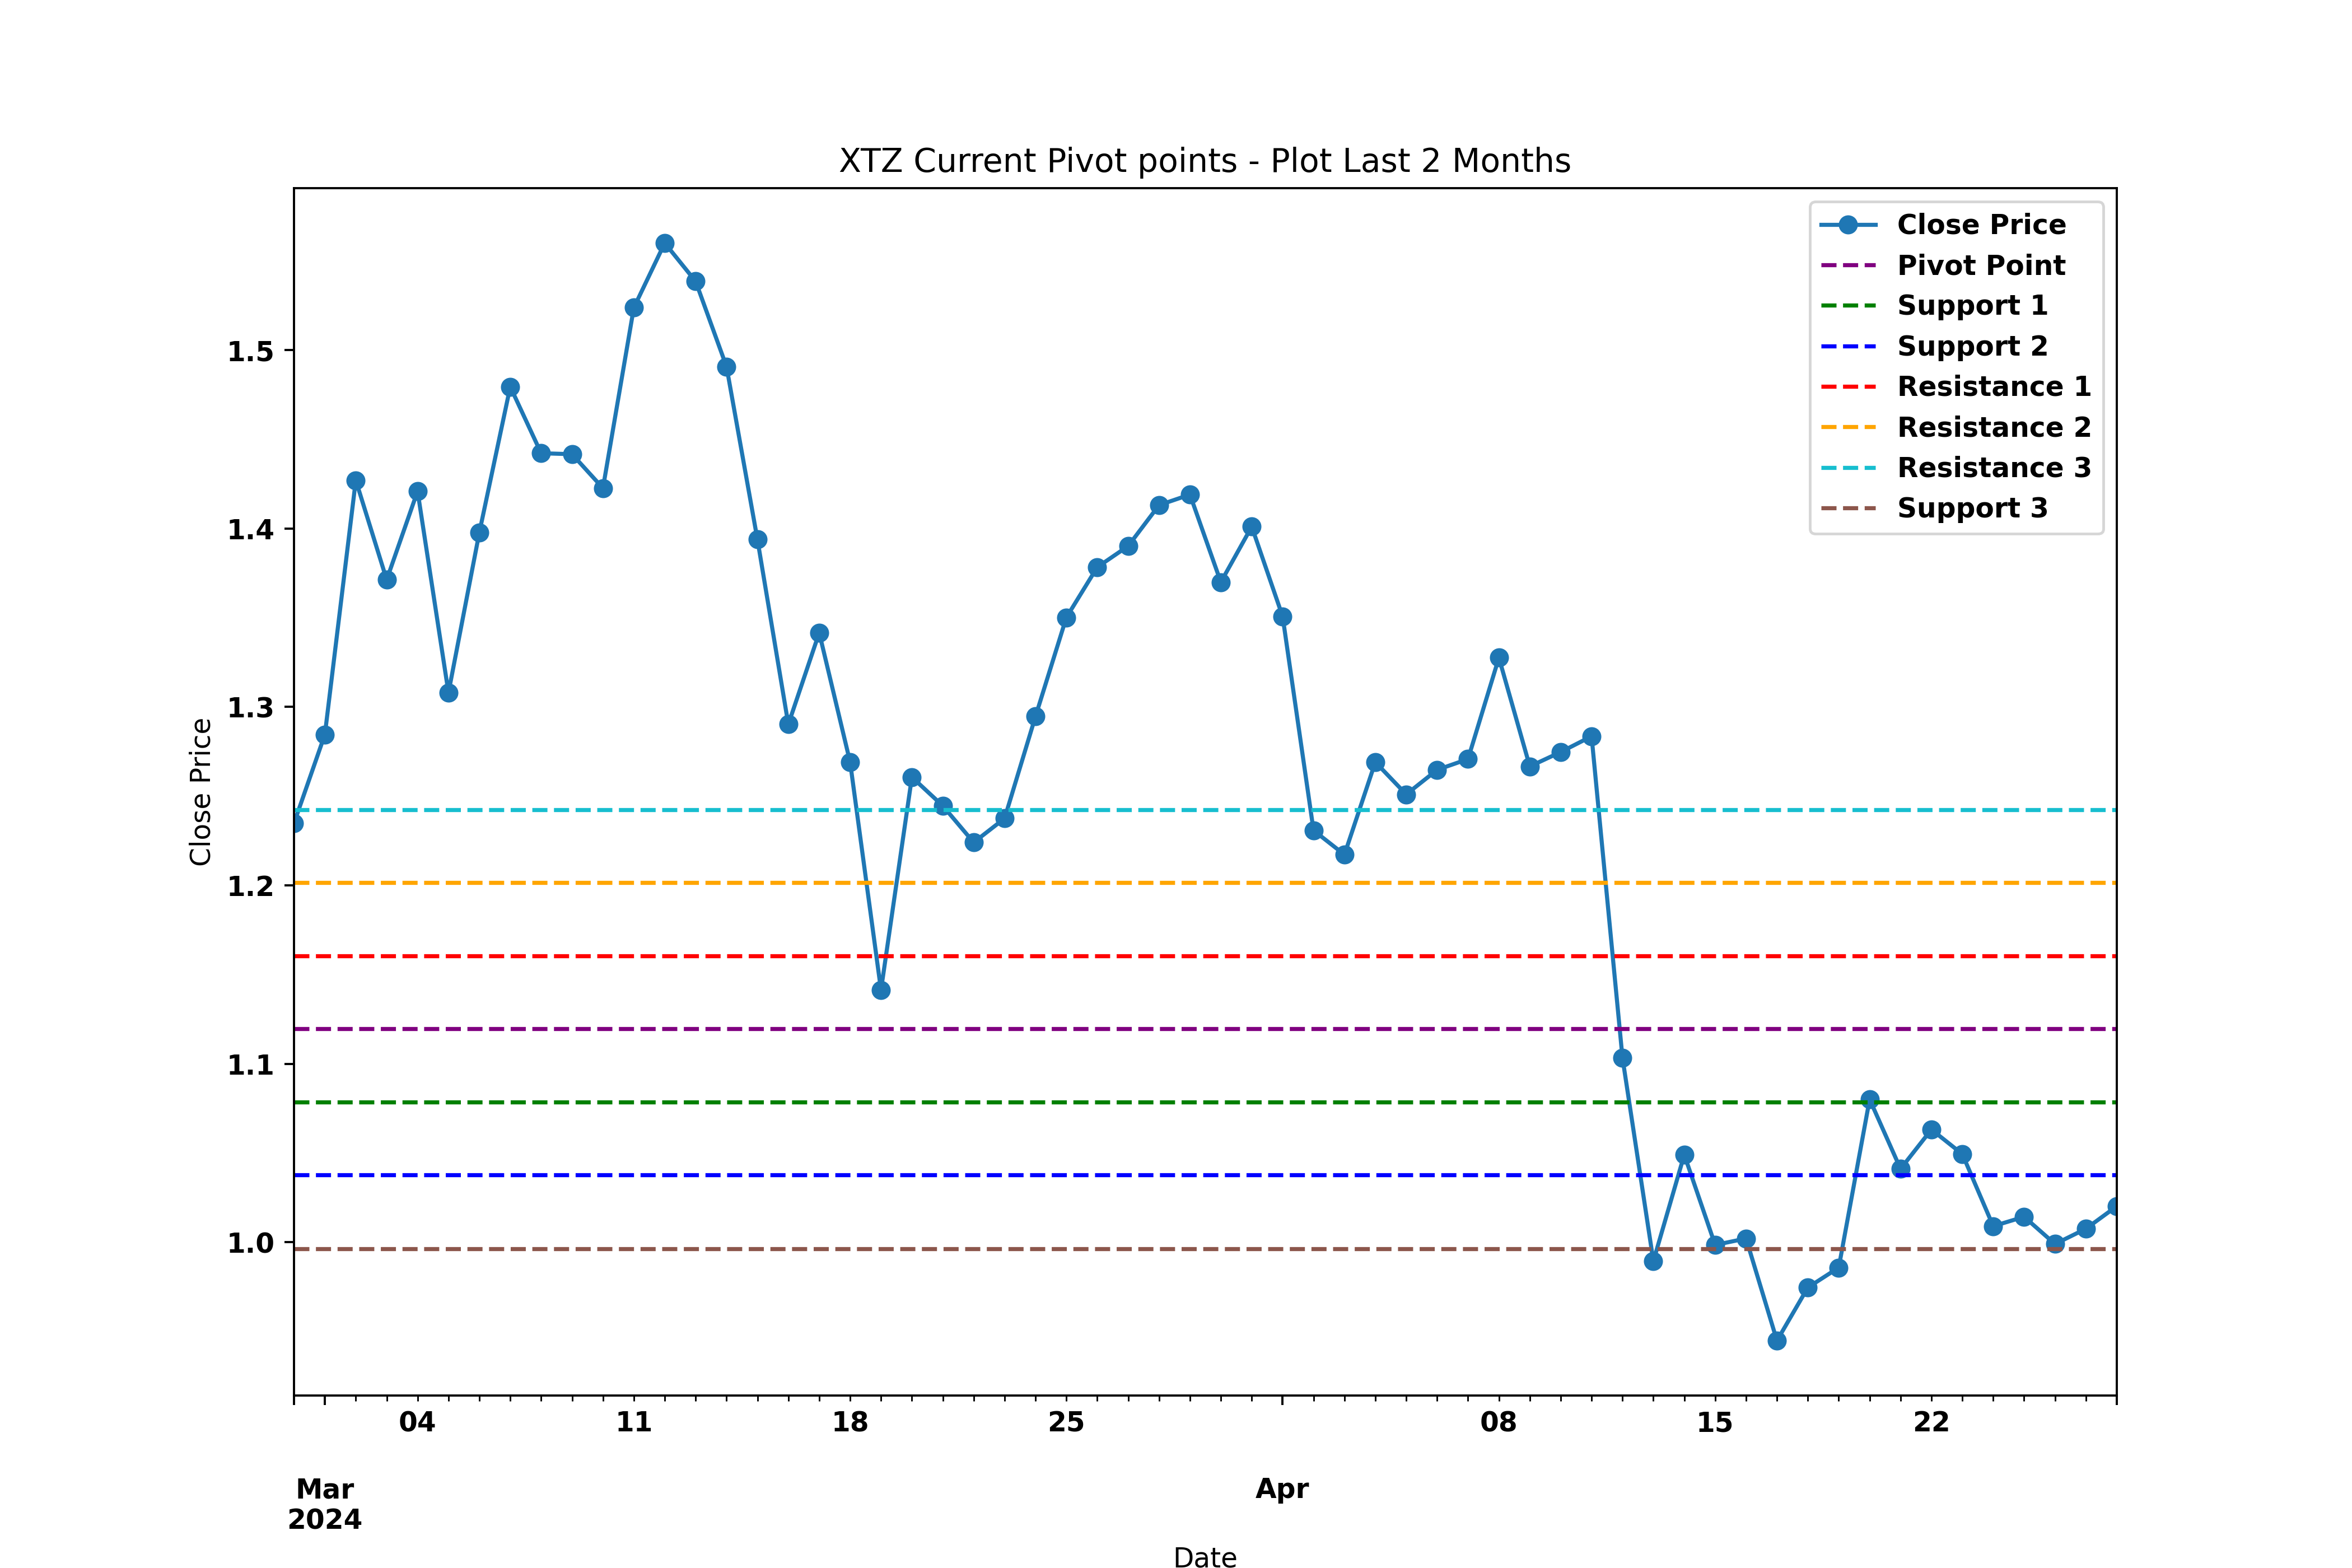 XTZ Current Pivot points - Plot Last 2 Months
Close Price
Pivot Point
Support 1
Support 2
Resistance 1
Resistance 2
Resistance 3
Support 3
Close Price
1.5
1.4
1.3
1.2
1.1
1.0
04 11 18 25 08 15 22
Mar Apr
2024
Date